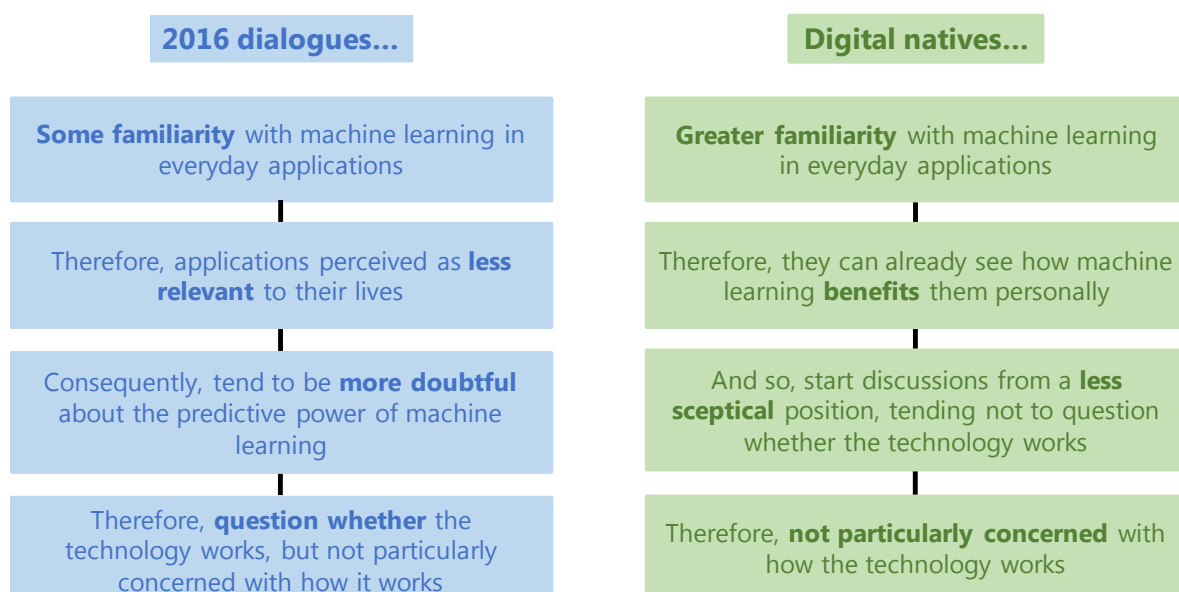 2016 dialogues...
Some familiarity with machine learning in
everyday applications
Therefore, applications perceived as less
relevant to their lives
Consequently, tend to be more doubtful
about the predictive power of machine
learning
Therefore, question whether the
technology works, but not particularly
concerned with how it works
Digital natives...
Greater familiarity with machine learning
in everyday applications
Therefore, they can already see how machine
learning benefits them personally
And so, start discussions from a less
sceptical position, tending not to question
whether the technology works
Therefore, not particularly concerned with
how the technology works